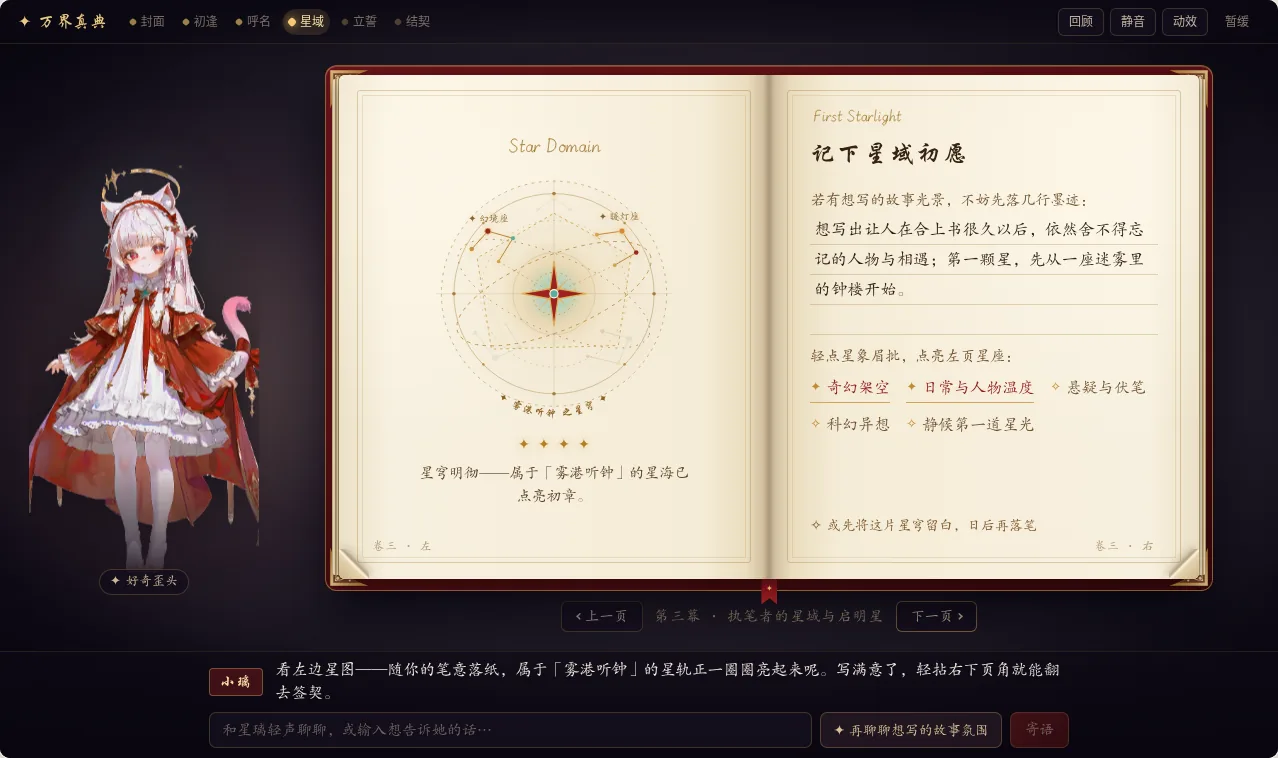 ✦ 万界真典
封面 初逢 呼名 星域 立誓 结契
回顾 静音 动效 暂缓
Star Domain
✦ 幻境座
✦ 暖灯座
✦ 雾港听钟 之星穹 ✦
✦ ✦ ✦ ✦
星穹明彻——属于「雾港听钟」的星海已
点亮初章。
卷三 · 左
First Starlight
记下星域初愿
若有想写的故事光景，不妨先落几行墨迹：
想写出让人在合上书很久以后，依然舍不得忘
记的人物与相遇；第一颗星，先从一座迷雾里
的钟楼开始。
轻点星象眉批，点亮左页星座：
✦ 奇幻架空 ✦ 日常与人物温度 ✧ 悬疑与伏笔
✧ 科幻异想 ✧ 静候第一道星光
✧ 或先将这片星穹留白，日后再落笔
卷三 · 右
✦ 好奇歪头
‹ 上一页 第三幕 · 执笔者的星域与启明星 下一页 ›
小璃
看左边星图——随你的笔意落纸，属于「雾港听钟」的星轨正一圈圈亮起来呢。写满意了，轻拈右下页角就能翻
去签契。
和星璃轻声聊聊，或输入想告诉她的话…
✦ 再聊聊想写的故事氛围
寄语